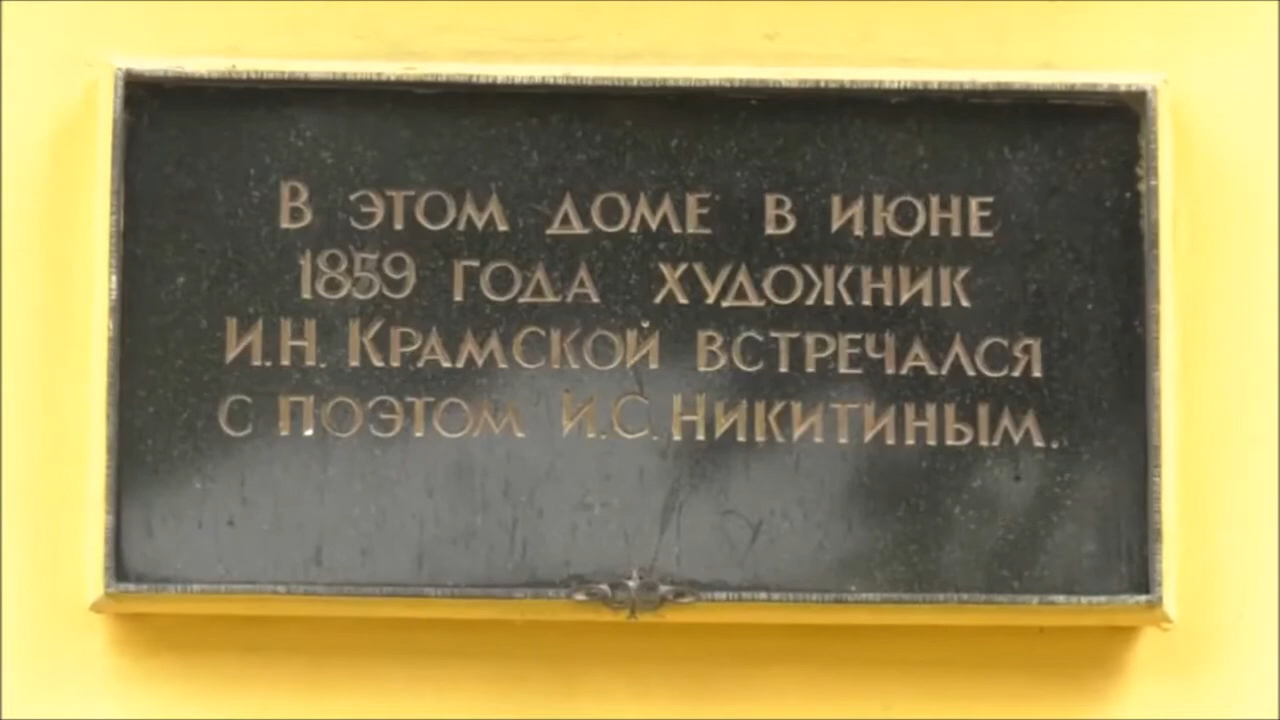 В ЭТОМ ДОМЕ В ИЮНЕ
1859 ГОДА ХУДОЖНИК
И.Н. КРАМСКОЙ ВСТРЕЧАЛСЯ
С ПОЭТОМ И.С. НИКИТИНЫМ.